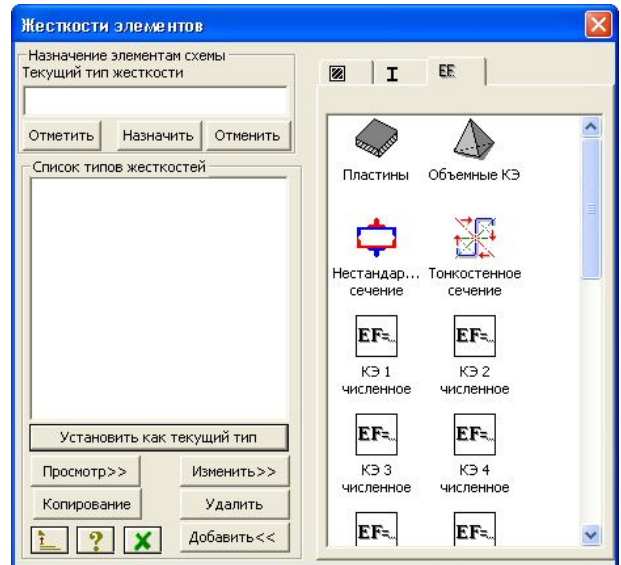 Жесткости элементов
Назначение элементам схемы
Текущий тип жесткости
Отметить
Назначить
Отменить
Список типов жесткостей
Установить как текущий тип
Просмотр>>
Изменить>>
Копирование
Удалить
Добавить<<
I
EF
Пластины
Объемные КЭ
Нестандар...
сечение
Тонкостенное
сечение
EF=..
КЭ 1
численное
EF=..
КЭ 2
численное
EF=..
КЭ 3
численное
EF=..
КЭ 4
численное
EF=..
EF=..